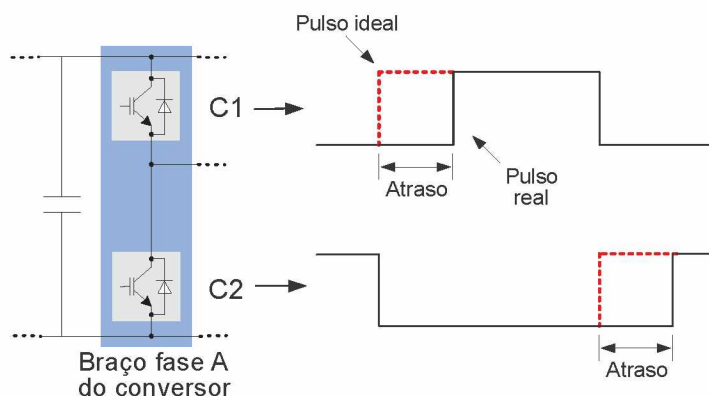 Pulso ideal
C1
Atraso
Pulso
real
C2
Braço fase A
do conversor
Atraso